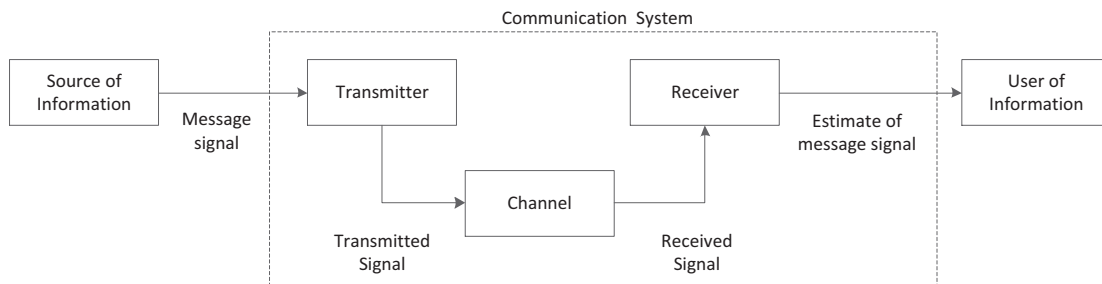 Communication System
Source of
Information
Message
signal
Transmitter
Transmitted
Signal
Channel
Received
Signal
Receiver
Estimate of
message signal
User of
Information